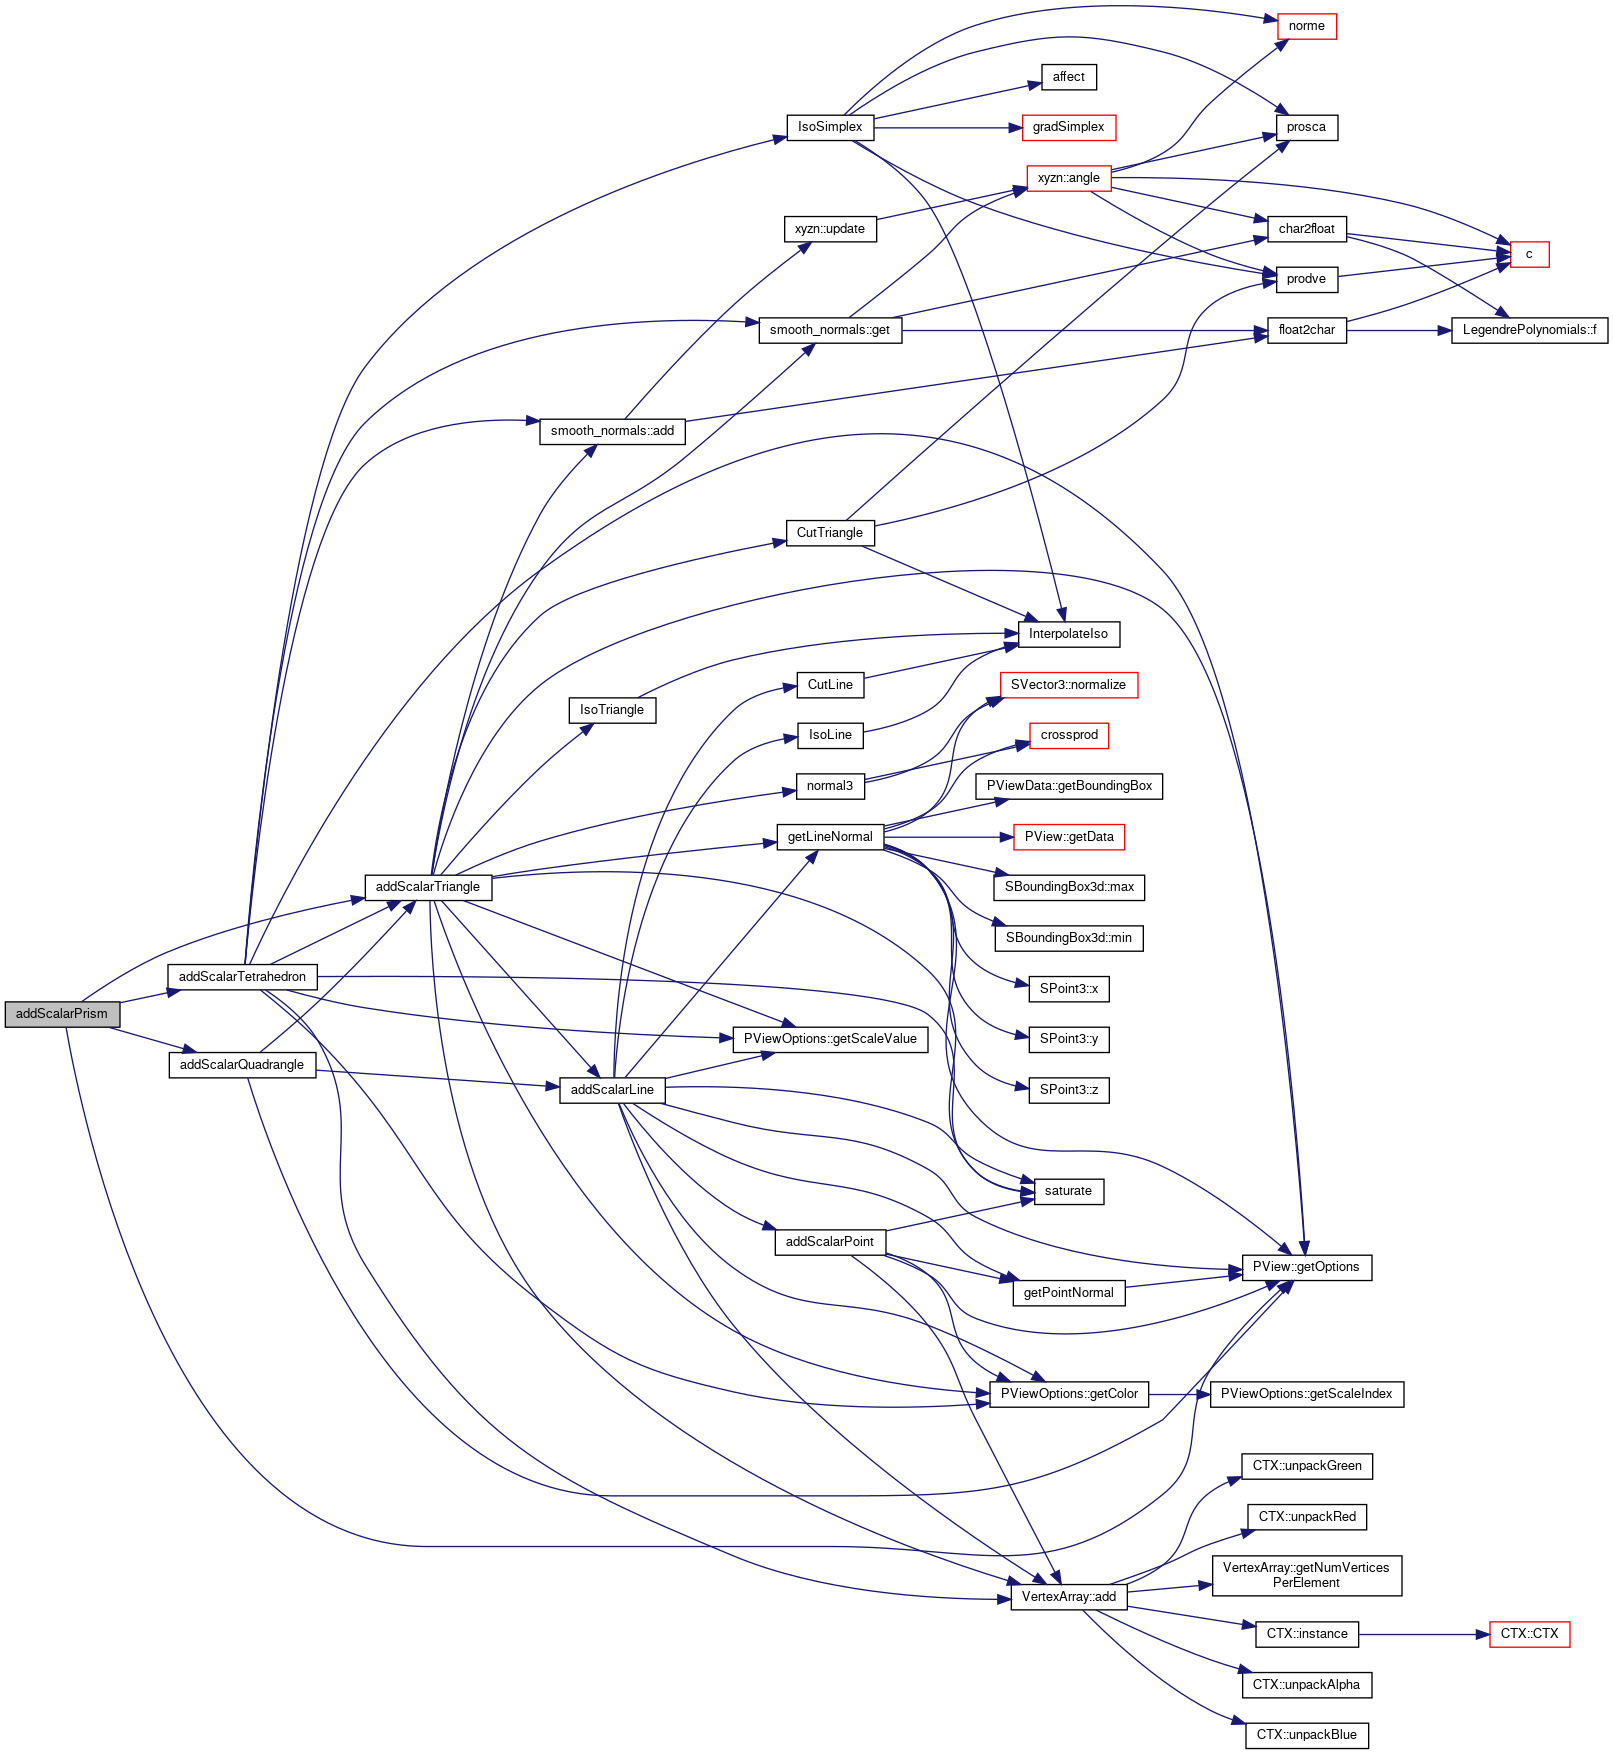 norme
affect
IsoSimplex
prosca
gradSimplex
xyzn::angle
xyzn::update
char2float
c
prodve
smooth_normals::get
float2char
LegendrePolynomials::f
smooth_normals::add
CutTriangle
InterpolateIso
CutLine
SVector3::normalize
IsoTriangle
IsoLine
crossprod
normal3
PViewData::getBoundingBox
getLineNormal
PView::getData
addScalarTriangle
SBoundingBox3d::max
SBoundingBox3d::min
addScalarTetrahedron
SPoint3::x
addScalarPrism
PViewOptions::getScaleValue
SPoint3::y
addScalarQuadrangle
addScalarLine
SPoint3::z
saturate
addScalarPoint
PView::getOptions
getPointNormal
PViewOptions::getColor
PViewOptions::getScaleIndex
CTX::unpackGreen
CTX::unpackRed
VertexArray::getNumVertices
PerElement
VertexArray::add
CTX::instance
CTX::CTX
CTX::unpackAlpha
CTX::unpackBlue